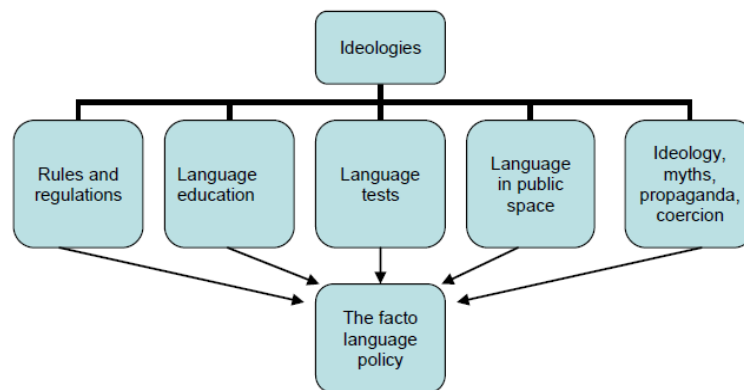 Ideologies
Rules and
regulations
Language
education
Language
tests
Language
in public
space
Ideology,
myths,
propaganda,
coercion
The facto
language
policy